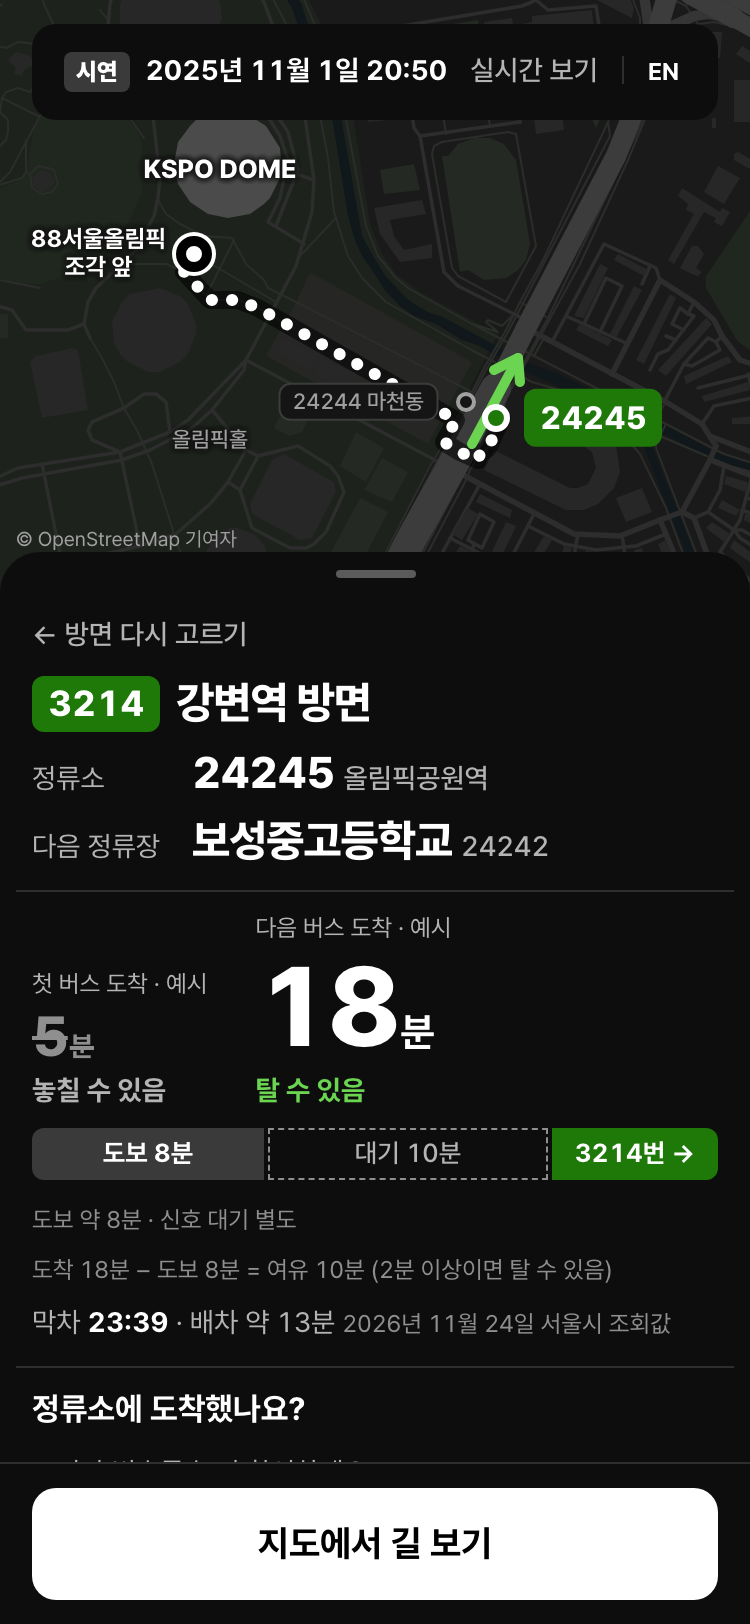 시연 2025년 11월 1일 20:50 실시간 보기 EN
KSPO DOME
88서울올림픽
조각 앞
24244 마천동
24245
올림픽홀
© OpenStreetMap 기여자
← 방면 다시 고르기
3214 강변역 방면
정류소 24245 올림픽공원역
다음 정류장 보성중고등학교 24242
첫 버스 도착 · 예시
5분
놓칠 수 있음
다음 버스 도착 · 예시
18분
탈 수 있음
도보 8분 대기 10분 3214번 →
도보 약 8분 · 신호 대기 별도
도착 18분 – 도보 8분 = 여유 10분 (2분 이상이면 탈 수 있음)
막차 23:39 · 배차 약 13분 2026년 11월 24일 서울시 조회값
정류소에 도착했나요?
지도에서 길 보기